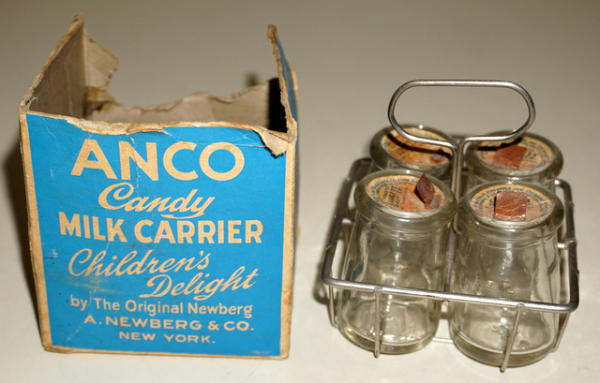 ANCO
Candy
MILK CARRIER
Children's
Delight
by The Original Newberg
A. NEWBERG & CO.
NEW YORK.